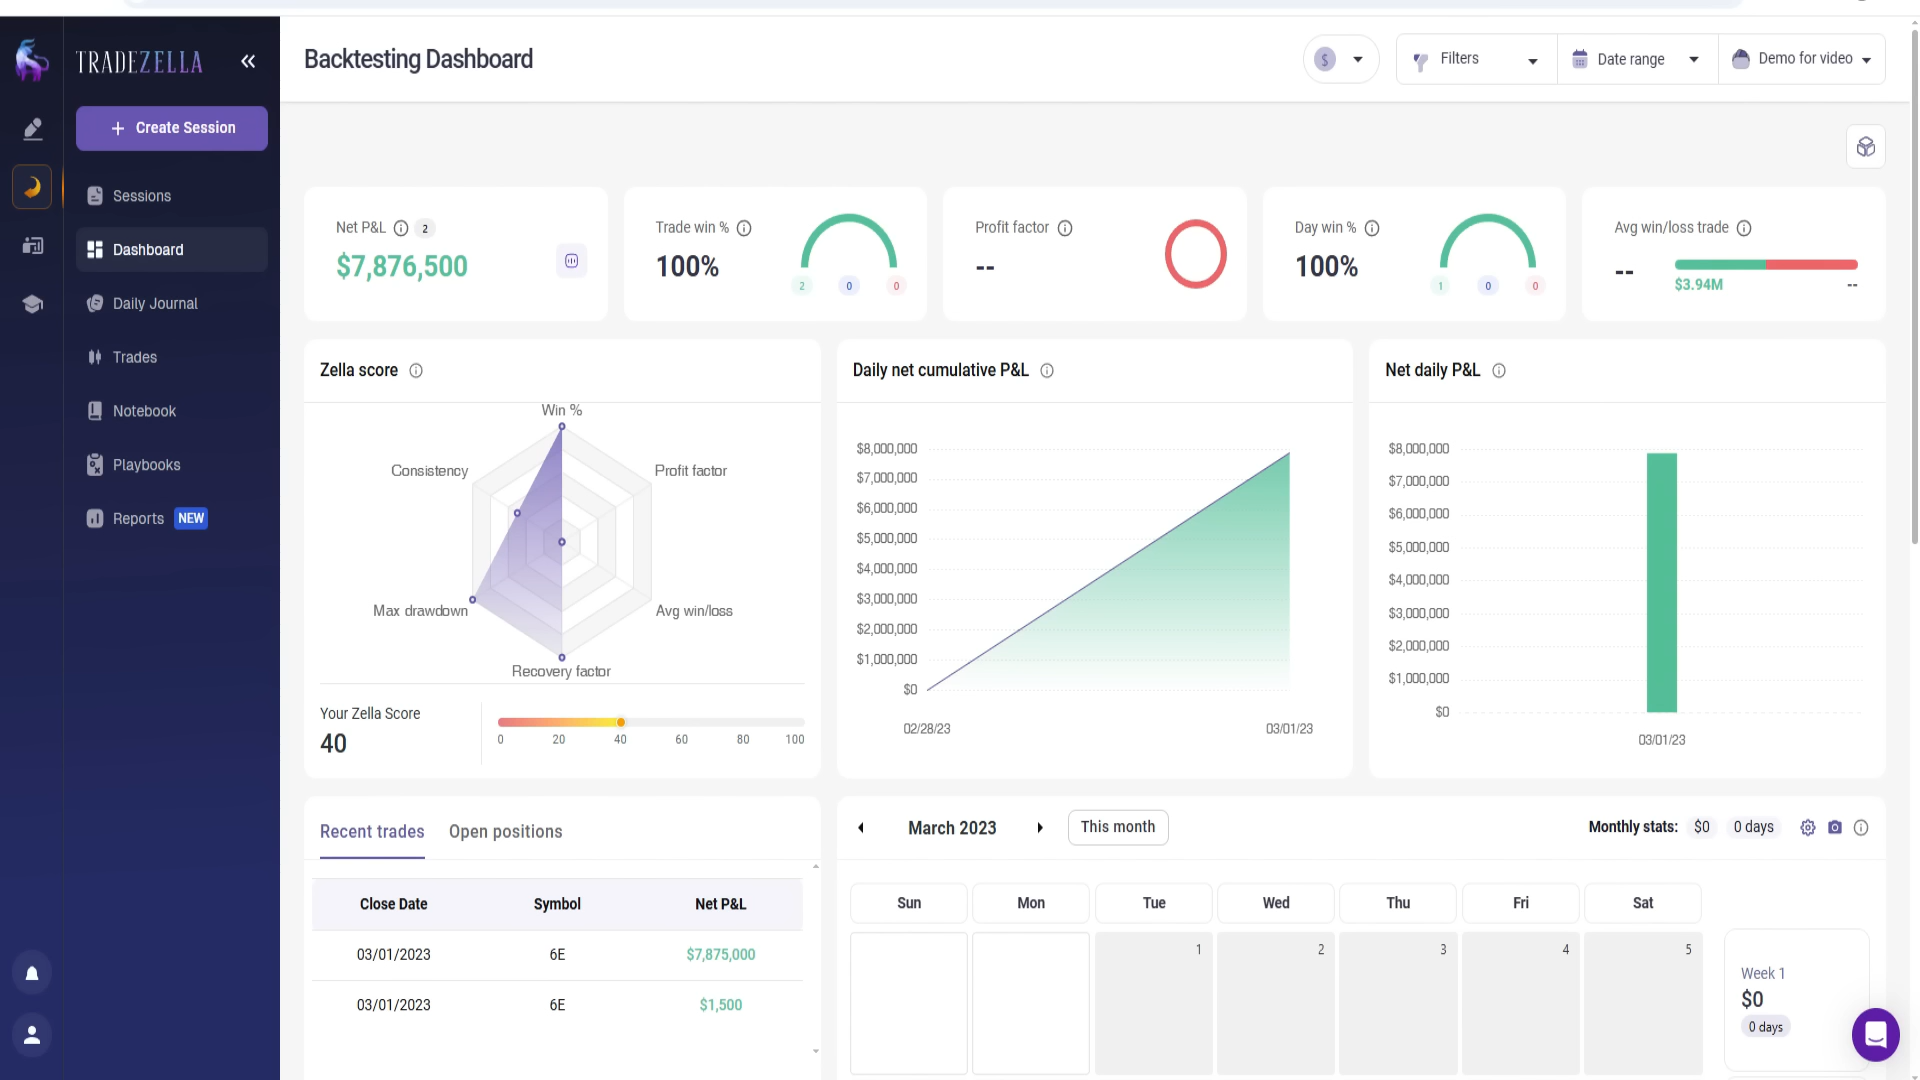 TRADEZELLA
Backtesting Dashboard
$
Filters
Date range
Demo for video
+ Create Session
Sessions
Dashboard
Daily Journal
Trades
Notebook
Playbooks
Reports NEW
Net P&L 2
$7,876,500
Trade win %
100%
2 0 0
Profit factor
--
Day win %
100%
1 0 0
Avg win/loss trade
--
$3.94M --
Zella score
Win %
Consistency
Profit factor
Max drawdown
Avg win/loss
Recovery factor
Your Zella Score
40
0 20 40 60 80 100
Daily net cumulative P&L
$8,000,000
$7,000,000
$6,000,000
$5,000,000
$4,000,000
$3,000,000
$2,000,000
$1,000,000
$0
02/28/23 03/01/23
Net daily P&L
$8,000,000
$7,000,000
$6,000,000
$5,000,000
$4,000,000
$3,000,000
$2,000,000
$1,000,000
$0
03/01/23
Recent trades Open positions
Close Date Symbol Net P&L
03/01/2023 6E $7,875,000
03/01/2023 6E $1,500
March 2023
This month
Monthly stats: $0 0 days
Sun Mon Tue Wed Thu Fri Sat
1 2 3 4 5
Week 1
$0
0 days